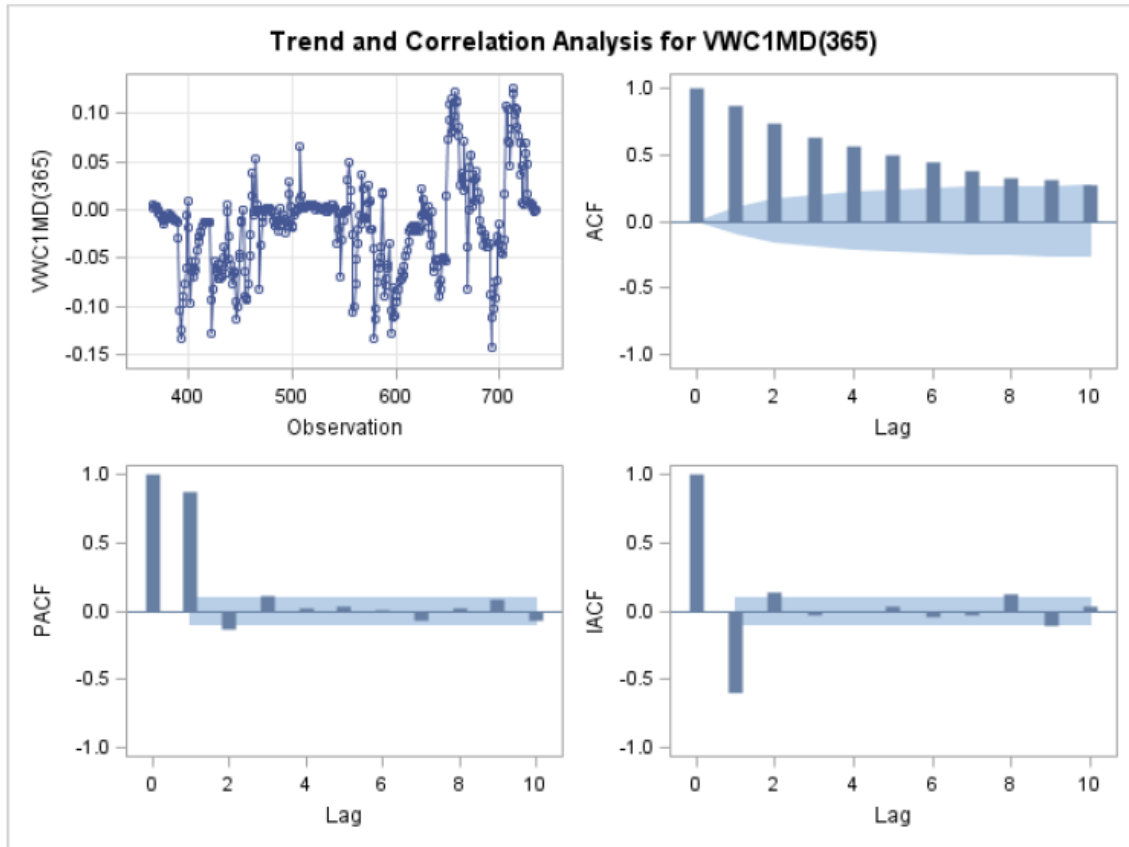 Trend and Correlation Analysis for VWC1MD(365)
VWC1MD(365)
0.10
0.05
0.00
-0.05
-0.10
-0.15
400 500 600 700
Observation
ACF
1.0
0.5
0.0
-0.5
-1.0
0 2 4 6 8 10
Lag
PACF
1.0
0.5
0.0
-0.5
-1.0
0 2 4 6 8 10
Lag
IACF
1.0
0.5
0.0
-0.5
-1.0
0 2 4 6 8 10
Lag